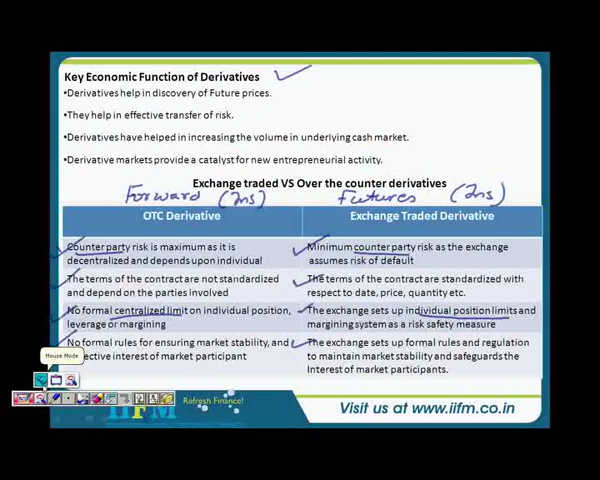 Key Economic Function of Derivatives
•Derivatives help in discovery of Future prices.
•They help in effective transfer of risk.
•Derivatives have helped in increasing the volume in underlying cash market.
•Derivative markets provide a catalyst for new entrepreneurial activity.
Exchange traded VS Over the counter derivatives
Forward (2ns) Futures (2ns)
OTC Derivative Exchange Traded Derivative
Counter party risk is maximum as it is
decentralized and depends upon individual
Minimum counter party risk as the exchange
assumes risk of default
The terms of the contract are not standardized
and depend on the parties involved
The terms of the contract are standardized with
respect to date, price, quantity etc.
No formal centralized limit on individual position,
leverage or margining
The exchange sets up individual position limits and
margining system as a risk safety measure
No formal rules for ensuring market stability, and
ective interest of market participant
The exchange sets up formal rules and regulation
to maintain market stability and safeguards the
Interest of market participants.
Mouse Mode
IIFM
Refresh Finance!
Visit us at www.iifm.co.in